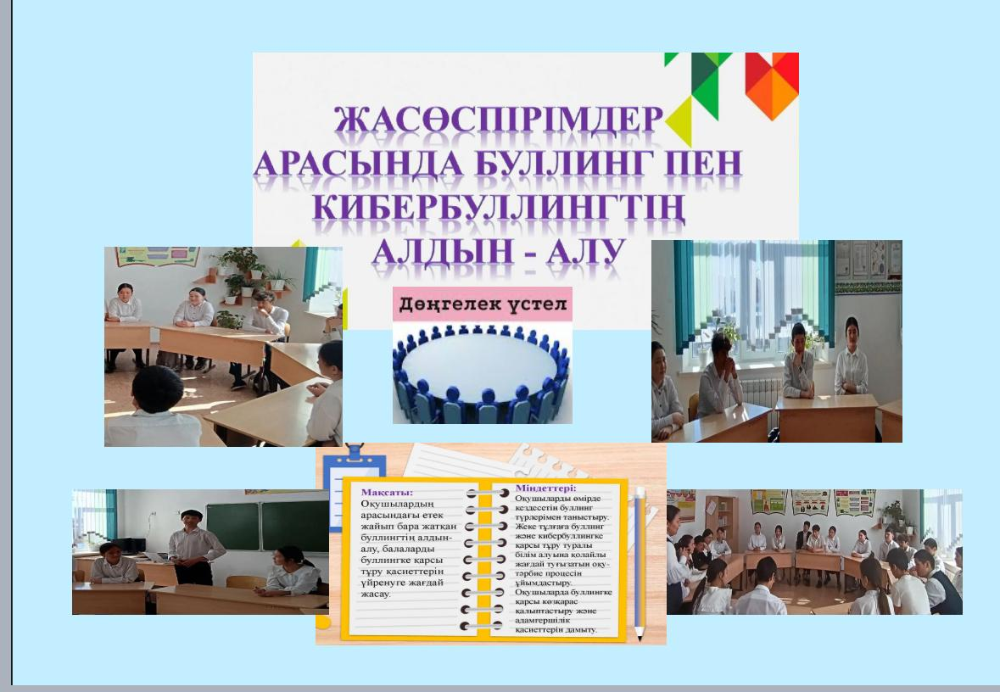 ЖАСӨСПІРІМДЕР
АРАСЫНДА БУЛЛИНГ ПЕН
КИБЕРБУЛЛИНГТІҢ
АЛДЫН - АЛУ
Дөңгелек үстел
Мақсаты:
Оқушылардың
арасындағы етек
жайып бара жатқан
буллингтің алдын-
алу, балаларды
буллингке қарсы
тұру қасиеттерін
үйренуге жағдай
жасау.
Міндеттері:
Оқушыларды өмірде
кездесетін буллинг
түрлерімен таныстыру.
Жеке тұлғаға буллинг
және кибербуллингке
қарсы тұру туралы
білім алуына қолайлы
жағдай туғызатын оқу-
тәрбие процесін
ұйымдастыру.
Оқушыларда буллингке
қарсы көзқарас
қалыптастыру және
адамгершілік
қасиеттерін дамыту.